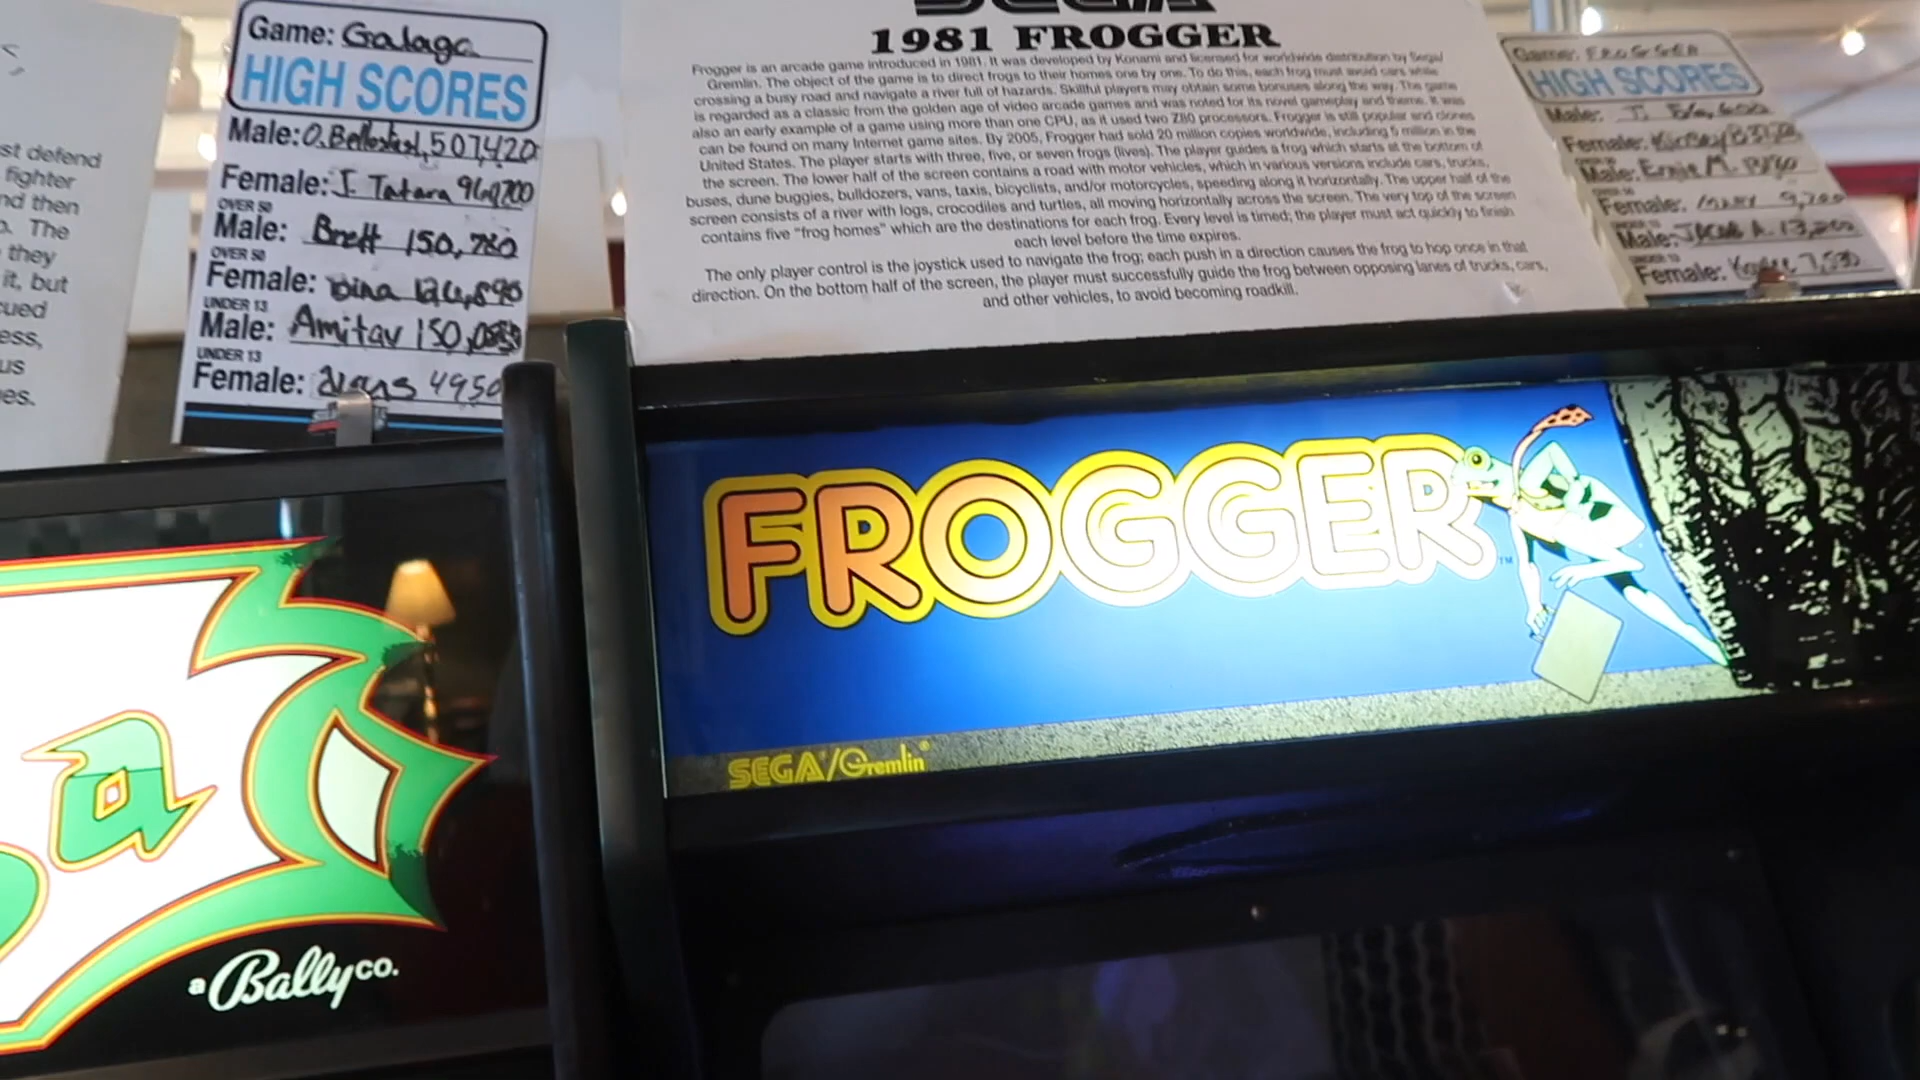 st defend
fighter
nd then
. The
they
it, but
cued
ess,
us
es.
Game: Galaga
HIGH SCORES
Male: 507,420
Female: I. Tatara
OVER 50
Male: Brett 150,780
OVER 50
Female:
UNDER 13
Male: Amitav
UNDER 13
Female: 4950
SEGA
1981 FROGGER
Frogger is an arcade game introduced in 1981. It was developed by Konami and licensed for worldwide distribution by Sega/
Gremlin. The object of the game is to direct frogs to their homes one by one. To do this, each frog must avoid cars while
crossing a busy road and navigate a river full of hazards. Skillful players may obtain some bonuses along the way. The game
is regarded as a classic from the golden age of video arcade games and was noted for its novel gameplay and theme. It was
also an early example of a game using more than one CPU, as it used two Z80 processors. Frogger is still popular and clones
can be found on many Internet game sites. By 2005, Frogger had sold 20 million copies worldwide, including 5 million in the
United States. The player starts with three, five, or seven frogs (lives). The player guides a frog which starts at the bottom of
the screen. The lower half of the screen contains a road with motor vehicles, which in various versions include cars, trucks,
buses, dune buggies, bulldozers, vans, taxis, bicyclists, and/or motorcycles, speeding along it horizontally. The upper half of the
screen consists of a river with logs, crocodiles and turtles, all moving horizontally across the screen. The very top of the screen
contains five "frog homes" which are the destinations for each frog. Every level is timed; the player must act quickly to finish
each level before the time expires.
The only player control is the joystick used to navigate the frog; each push in a direction causes the frog to hop once in that
direction. On the bottom half of the screen, the player must successfully guide the frog between opposing lanes of trucks, cars,
and other vehicles, to avoid becoming roadkill.
Game: FROGGER
HIGH SCORES
Male:
Female:
Male: Ernie M.
Female: 9,200
Male: JACOB A. 13,200
Female: Kaylee 7,530
FROGGER
TM
SEGA/Gremlin®
a
a Bally co.